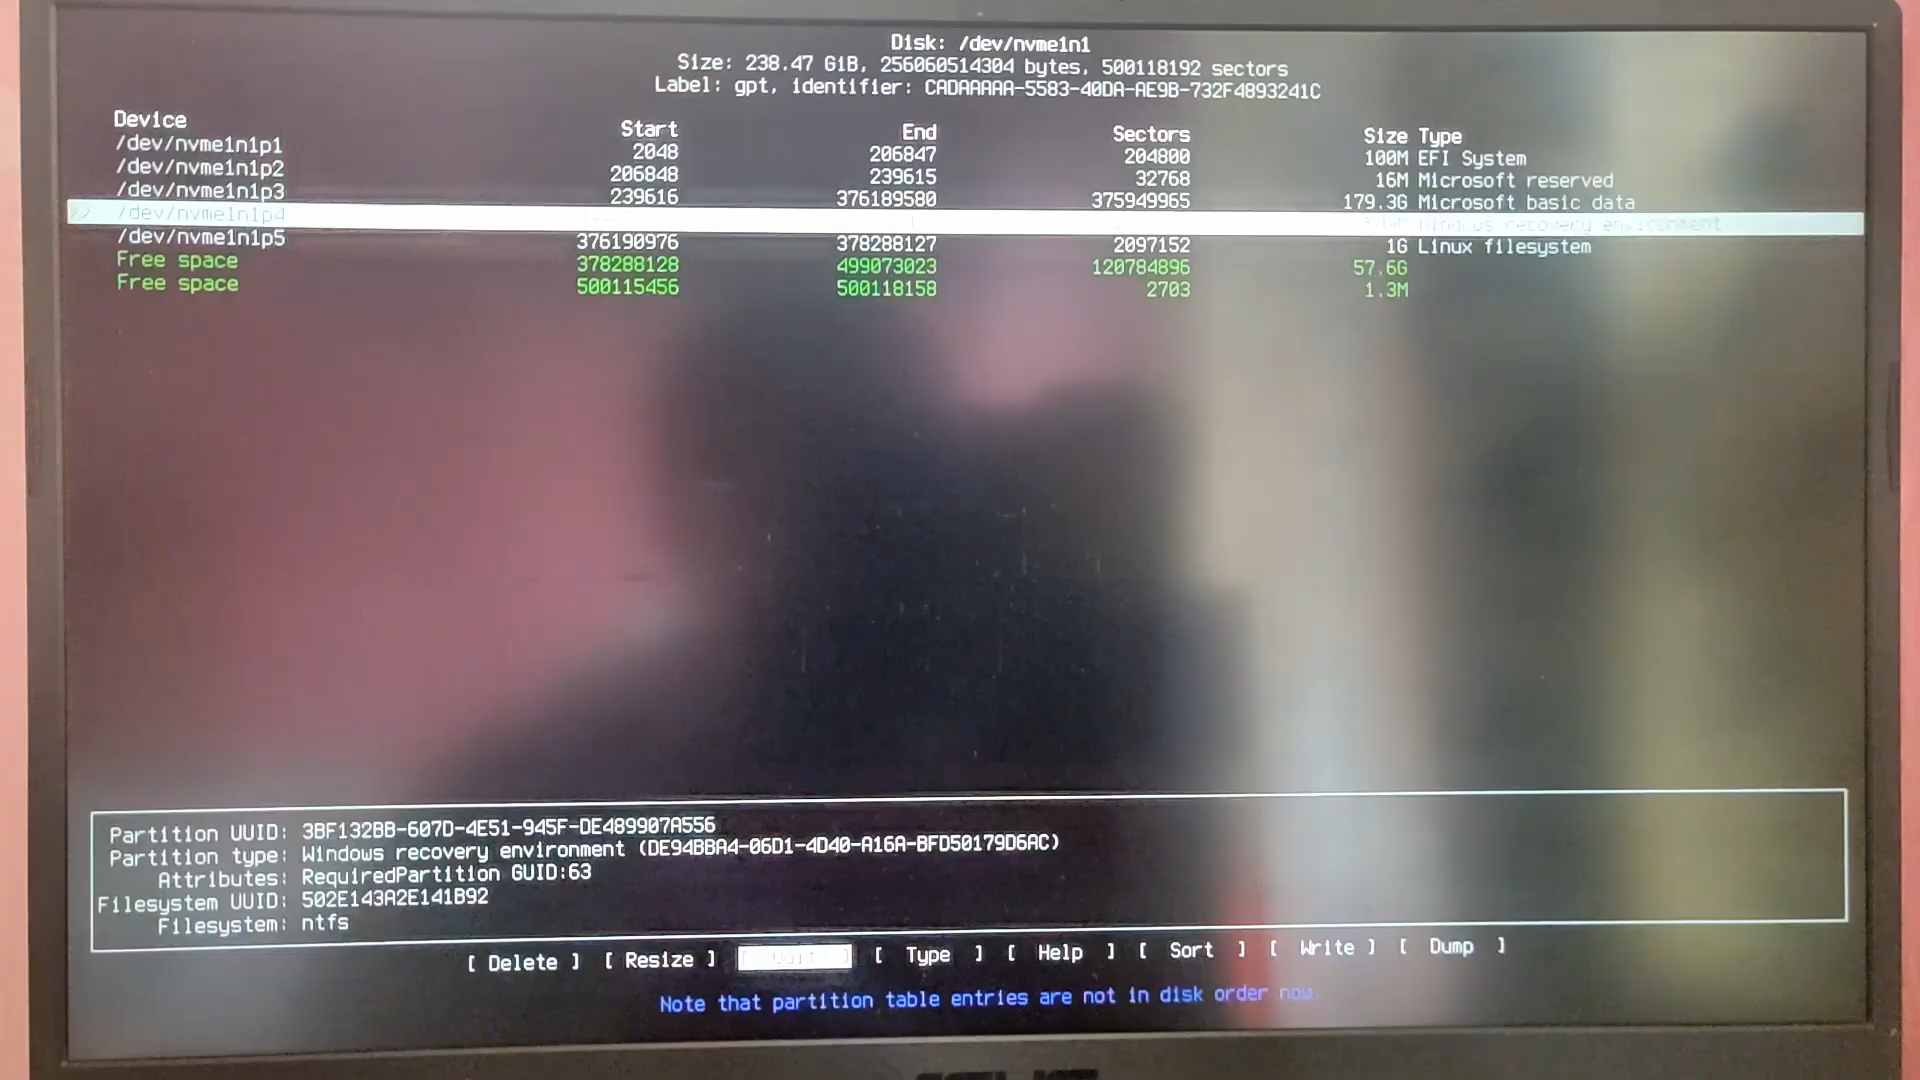 Disk: /dev/nvme1n1
Size: 238.47 GiB, 256060514304 bytes, 500118192 sectors
Label: gpt, identifier: CADAAAAA-5583-40DA-AE9B-732F4893241C
Device Start End Sectors Size Type
/dev/nvme1n1p1 2048 206847 204800 100M EFI System
/dev/nvme1n1p2 206848 239615 32768 16M Microsoft reserved
/dev/nvme1n1p3 239616 376189580 375949965 179.3G Microsoft basic data
>> /dev/nvme1n1p4 Windows recovery environment
/dev/nvme1n1p5 376190976 378288127 2097152 1G Linux filesystem
Free space 378288128 499073023 120784896 57.6G
Free space 500115456 500118158 2703 1.3M
Partition UUID: 3BF132BB-607D-4E51-945F-DE489907A556
Partition type: Windows recovery environment (DE94BBA4-06D1-4D40-A16A-BFD50179D6AC)
Attributes: RequiredPartition GUID:63
Filesystem UUID: 502E143A2E141B92
Filesystem: ntfs
[ Delete ] [ Resize ] [ Quit ] [ Type ] [ Help ] [ Sort ] [ Write ] [ Dump ]
Note that partition table entries are not in disk order now.